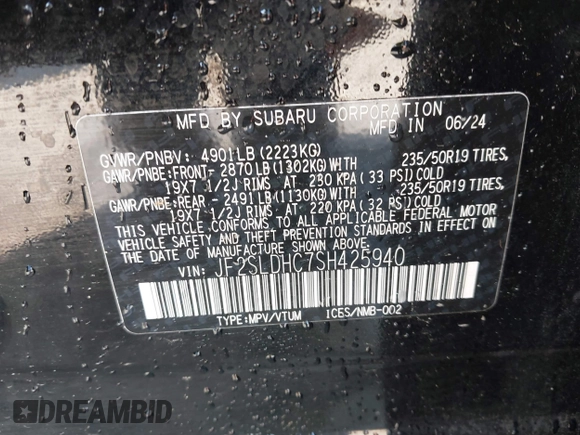 MFD BY SUBARU CORPORATION
MFD IN 06/24
GVWR/PNBV: 4901LB(2223KG)
GAWR/PNBE:FRONT- 2870LB(1302KG)WITH 235/50R19 TIRES,
19X7 1/2J RIMS AT 230 KPA( 33 PSI)COLD
GAWR/PNBE:REAR - 2491LB(1130KG)WITH 235/50R19 TIRES,
19X7 1/2J RIMS AT 220 KPA( 32 PSI)COLD
THIS VEHICLE CONFORMS TO ALL APPLICABLE FEDERAL MOTOR
VEHICLE SAFETY AND THEFT PREVENTION STANDARDS IN EFFECT ON
THE DATE OF MANUFACTURE SHOWN ABOVE.
VIN: JF2SLDHC7SH425940
TYPE:MPV/VTUM ICES/NMB-002
DREAMBID